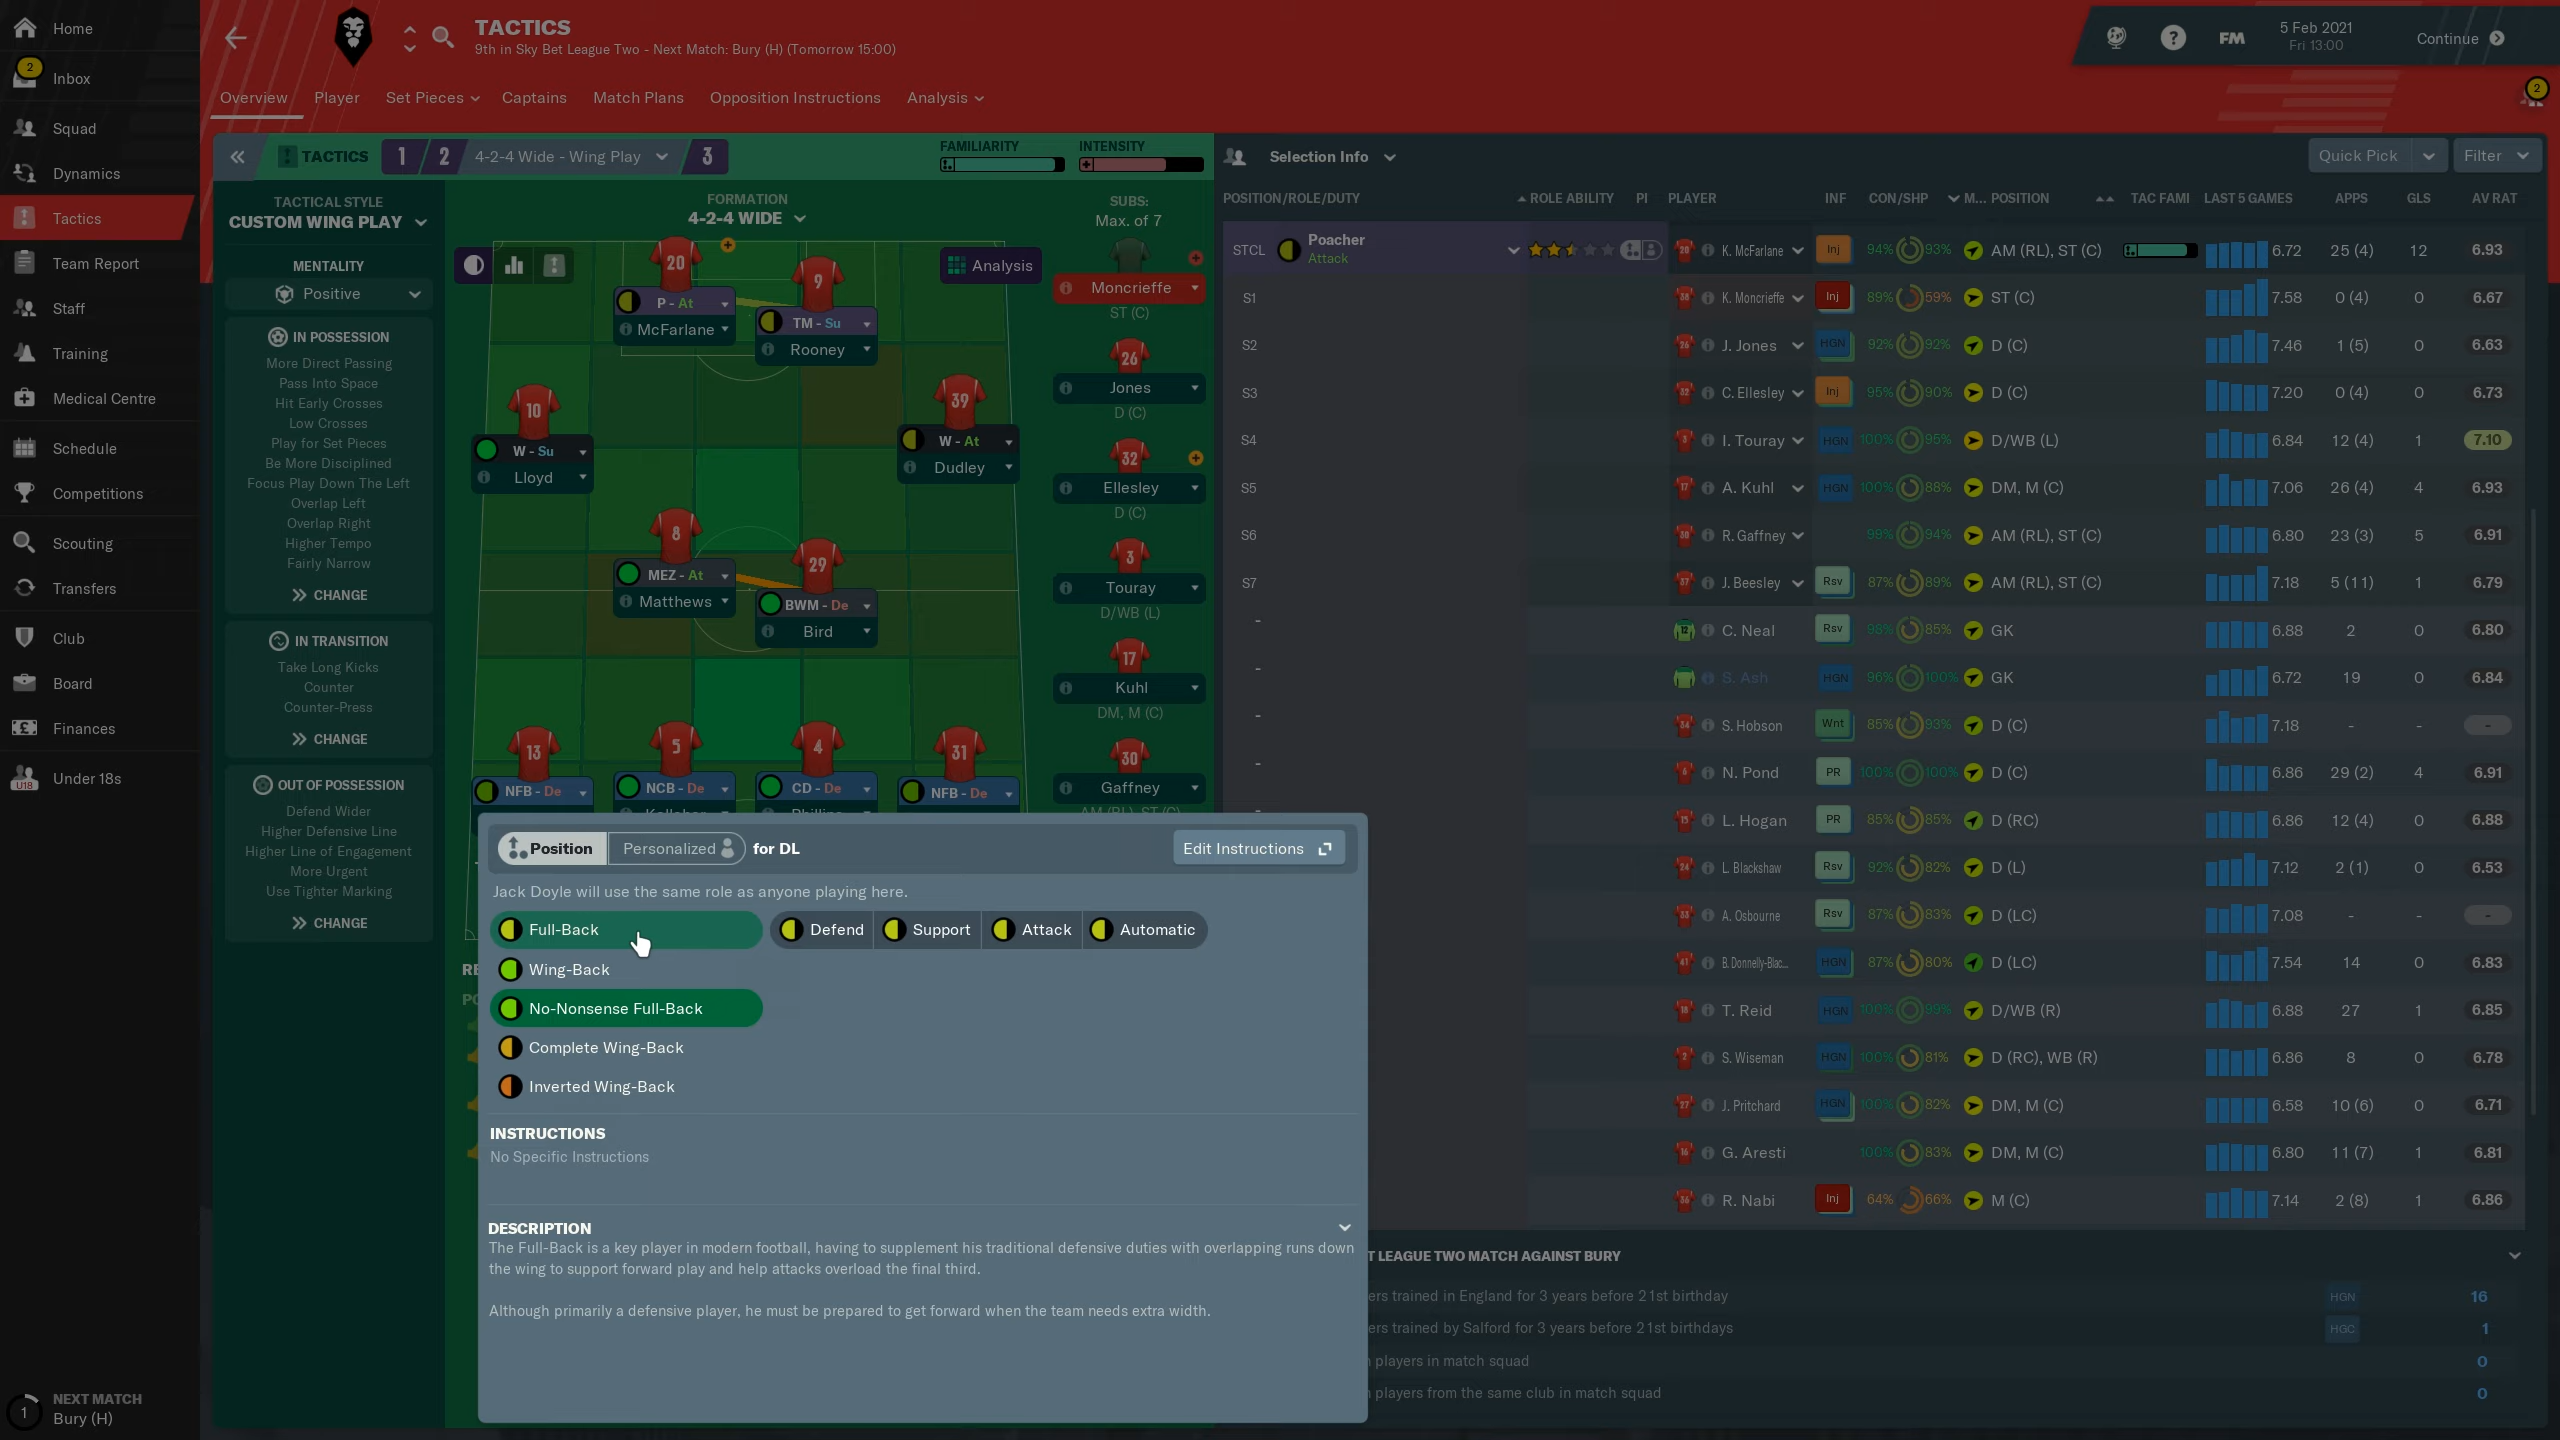 Home
2
Inbox
Squad
Dynamics
Tactics
Team Report
Staff
Training
Medical Centre
Schedule
Competitions
Scouting
Transfers
Club
Board
Finances
U18
Under 18s
1
NEXT MATCH
Bury (H)
TACTICS
9th in Sky Bet League Two - Next Match: Bury (H) (Tomorrow 15:00)
?
FM
5 Feb 2021
Fri 13:00
Continue
Overview
Player
Set Pieces
Captains
Match Plans
Opposition Instructions
Analysis
2
TACTICS
1
2
4-2-4 Wide - Wing Play
3
FAMILIARITY
INTENSITY
TACTICAL STYLE
CUSTOM WING PLAY
MENTALITY
Positive
IN POSSESSION
More Direct Passing
Pass Into Space
Hit Early Crosses
Low Crosses
Play for Set Pieces
Be More Disciplined
Focus Play Down The Left
Overlap Left
Overlap Right
Higher Tempo
Fairly Narrow
CHANGE
IN TRANSITION
Take Long Kicks
Counter
Counter-Press
CHANGE
OUT OF POSSESSION
Defend Wider
Higher Defensive Line
Higher Line of Engagement
More Urgent
Use Tighter Marking
CHANGE
FORMATION
4-2-4 WIDE
Analysis
20
P - At
McFarlane
9
TM - Su
Rooney
10
W - Su
Lloyd
39
W - At
Dudley
8
MEZ - At
Matthews
29
BWM - De
Bird
13
NFB - De
5
NCB - De
4
CD - De
31
NFB - De
SUBS:
Max. of 7
Moncrieffe
ST (C)
26
Jones
D (C)
32
Ellesley
D (C)
3
Touray
D/WB (L)
17
Kuhl
DM, M (C)
30
Gaffney
AM (RL), ST (C)
Position
Personalized
for DL
Edit Instructions
Jack Doyle will use the same role as anyone playing here.
Full-Back
Defend
Support
Attack
Automatic
Wing-Back
No-Nonsense Full-Back
Complete Wing-Back
Inverted Wing-Back
INSTRUCTIONS
No Specific Instructions
DESCRIPTION
The Full-Back is a key player in modern football, having to supplement his traditional defensive duties with overlapping runs down
the wing to support forward play and help attacks overload the final third.
Although primarily a defensive player, he must be prepared to get forward when the team needs extra width.
Selection Info
Quick Pick
Filter
POSITION/ROLE/DUTY ROLE ABILITY PI PLAYER INF CON/SHP M... POSITION TAC FAMI LAST 5 GAMES APPS GLS AV RAT
STCL Poacher Attack K. McFarlane Inj 94% 93% AM (RL), ST (C) 6.72 25 (4) 12 6.93
S1 K. Moncrieffe Inj 89% 59% ST (C) 7.58 0 (4) 0 6.67
S2 J. Jones HGN 92% 92% D (C) 7.46 1 (5) 0 6.63
S3 C. Ellesley Inj 95% 90% D (C) 7.20 0 (4) 0 6.73
S4 I. Touray HGN 100% 95% D/WB (L) 6.84 12 (4) 1 7.10
S5 A. Kuhl HGN 100% 88% DM, M (C) 7.06 26 (4) 4 6.93
S6 R. Gaffney 99% 94% AM (RL), ST (C) 6.80 23 (3) 5 6.91
S7 J. Beesley Rsv 87% 89% AM (RL), ST (C) 7.18 5 (11) 1 6.79
- C. Neal Rsv 98% 85% GK 6.88 2 0 6.80
- S. Ash HGN 96% 100% GK 6.72 19 0 6.84
- S. Hobson Wnt 85% 93% D (C) 7.18 - - -
- N. Pond PR 100% 100% D (C) 6.86 29 (2) 4 6.91
- L. Hogan PR 85% 85% D (RC) 6.86 12 (4) 1 6.88
L. Blackshaw Rsv 92% 82% D (L) 7.12 2 (1) 0 6.53
A. Osbourne Rsv 87% 83% D (LC) 7.08 - - -
B. Donnelly-Blac... HGN 87% 80% D (LC) 7.54 14 0 6.83
T. Reid HGN 100% 99% D/WB (R) 6.88 27 1 6.85
S. Wiseman HGN 100% 81% D (RC), WB (R) 6.86 8 0 6.78
J. Pritchard HGN 100% 82% DM, M (C) 6.58 10 (6) 0 6.71
G. Aresti 100% 83% DM, M (C) 6.80 11 (7) 1 6.81
R. Nabi Inj 64% 66% M (C) 7.14 2 (8) 1 6.86
T LEAGUE TWO MATCH AGAINST BURY
ers trained in England for 3 years before 21st birthday HGN 16
ers trained by Salford for 3 years before 21st birthdays HGC 1
players in match squad 0
players from the same club in match squad 0